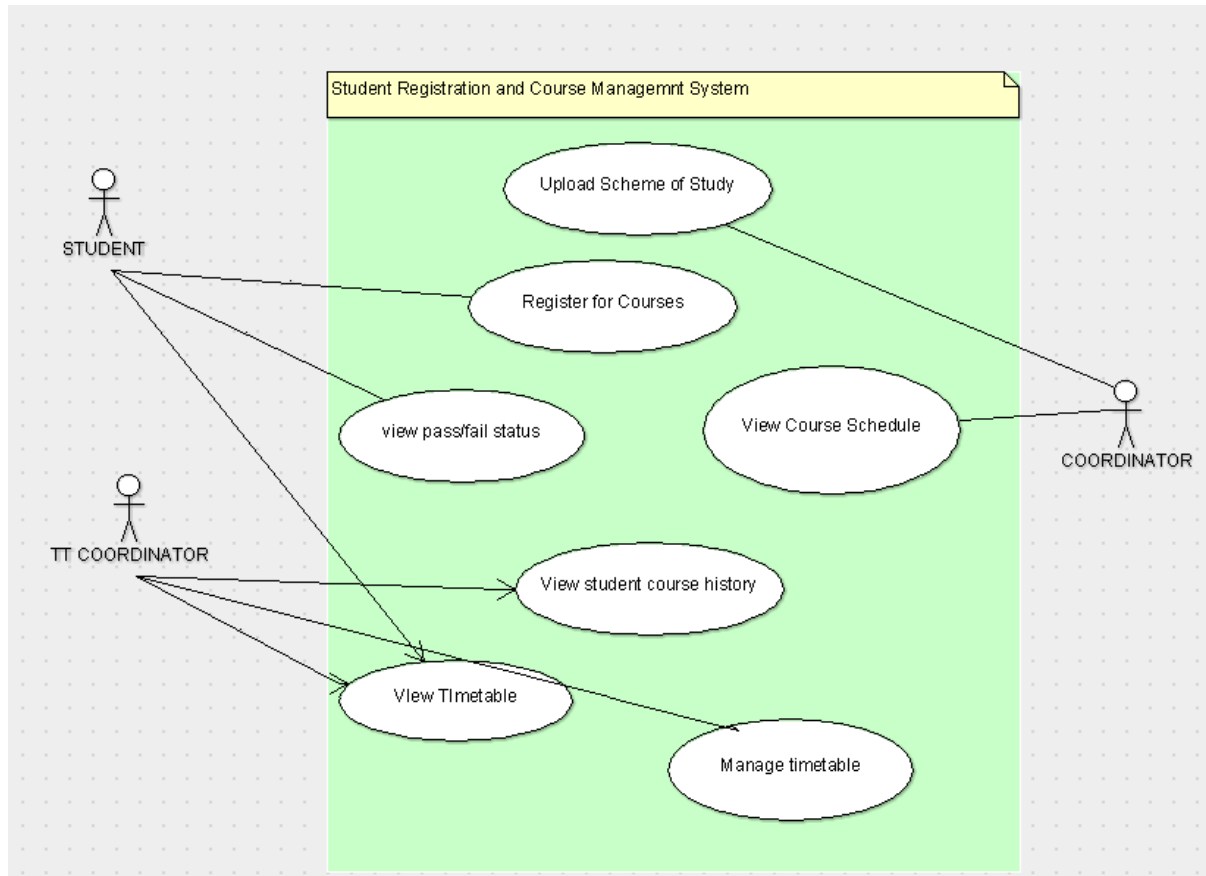 Student Registration and Course Managemnt System
Upload Scheme of Study
STUDENT
Register for Courses
view pass/fail status
View Course Schedule
COORDINATOR
TT COORDINATOR
View student course history
VIew TImetable
Manage timetable